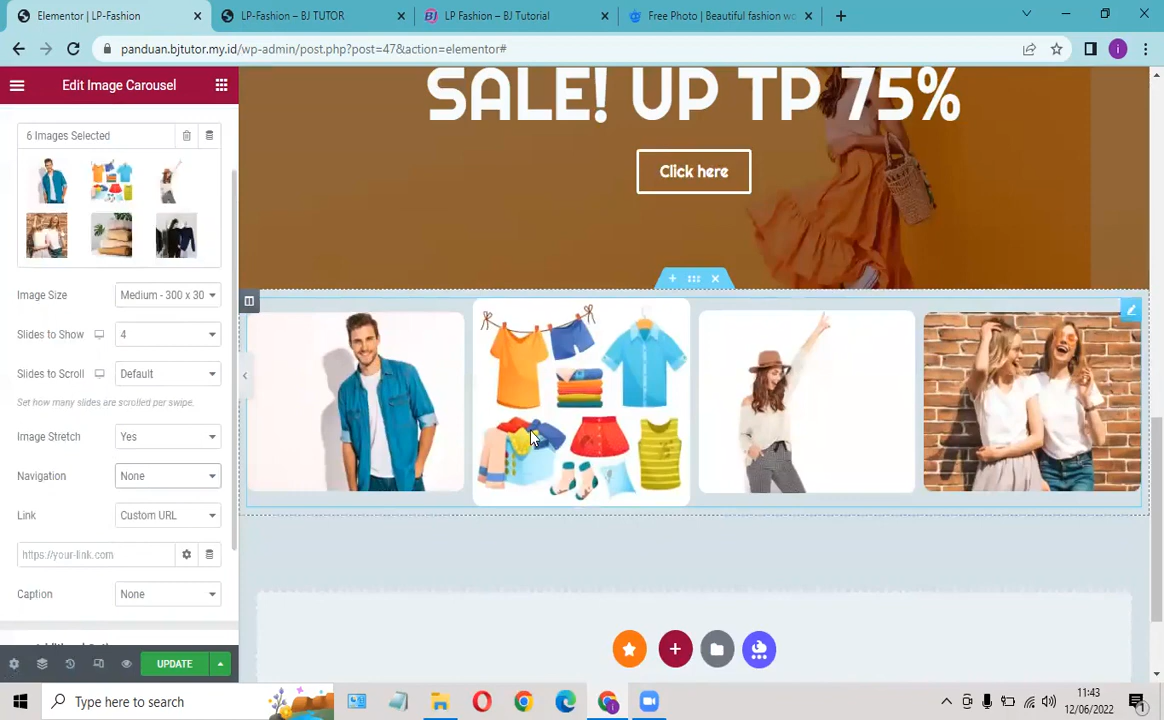 Elementor | LP-Fashion
LP-Fashion – BJ TUTOR
LP Fashion – BJ Tutorial
Free Photo | Beautiful fashion wo
panduan.bjtutor.my.id/wp-admin/post.php?post=47&action=elementor#
i
Edit Image Carousel
6 Images Selected
Image Size
Medium - 300 x 30
Slides to Show
4
Slides to Scroll
Default
Set how many slides are scrolled per swipe.
Image Stretch
Yes
Navigation
None
Link
Custom URL
https://your-link.com
Caption
None
UPDATE
SALE! UP TP 75%
Click here
Type here to search
11:43
12/06/2022
1